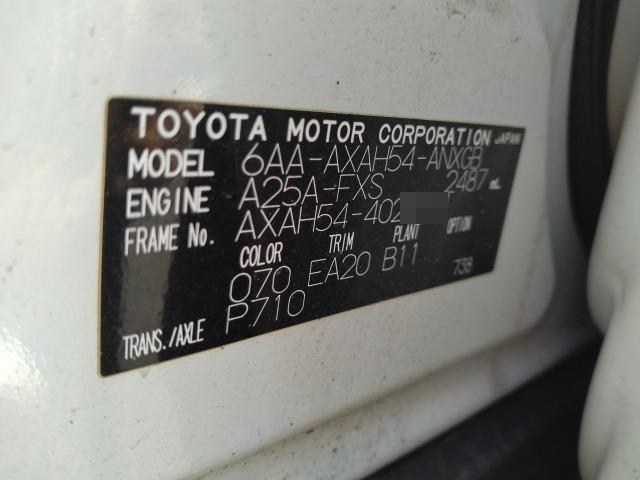 TOYOTA MOTOR CORPORATION JAPAN
MODEL 6AA-AXAH54-ANXGB
ENGINE A25A-FXS 2487 mL
FRAME No. AXAH54-402
COLOR TRIM PLANT OPTION
070 EA20 B11 738
TRANS./AXLE P710